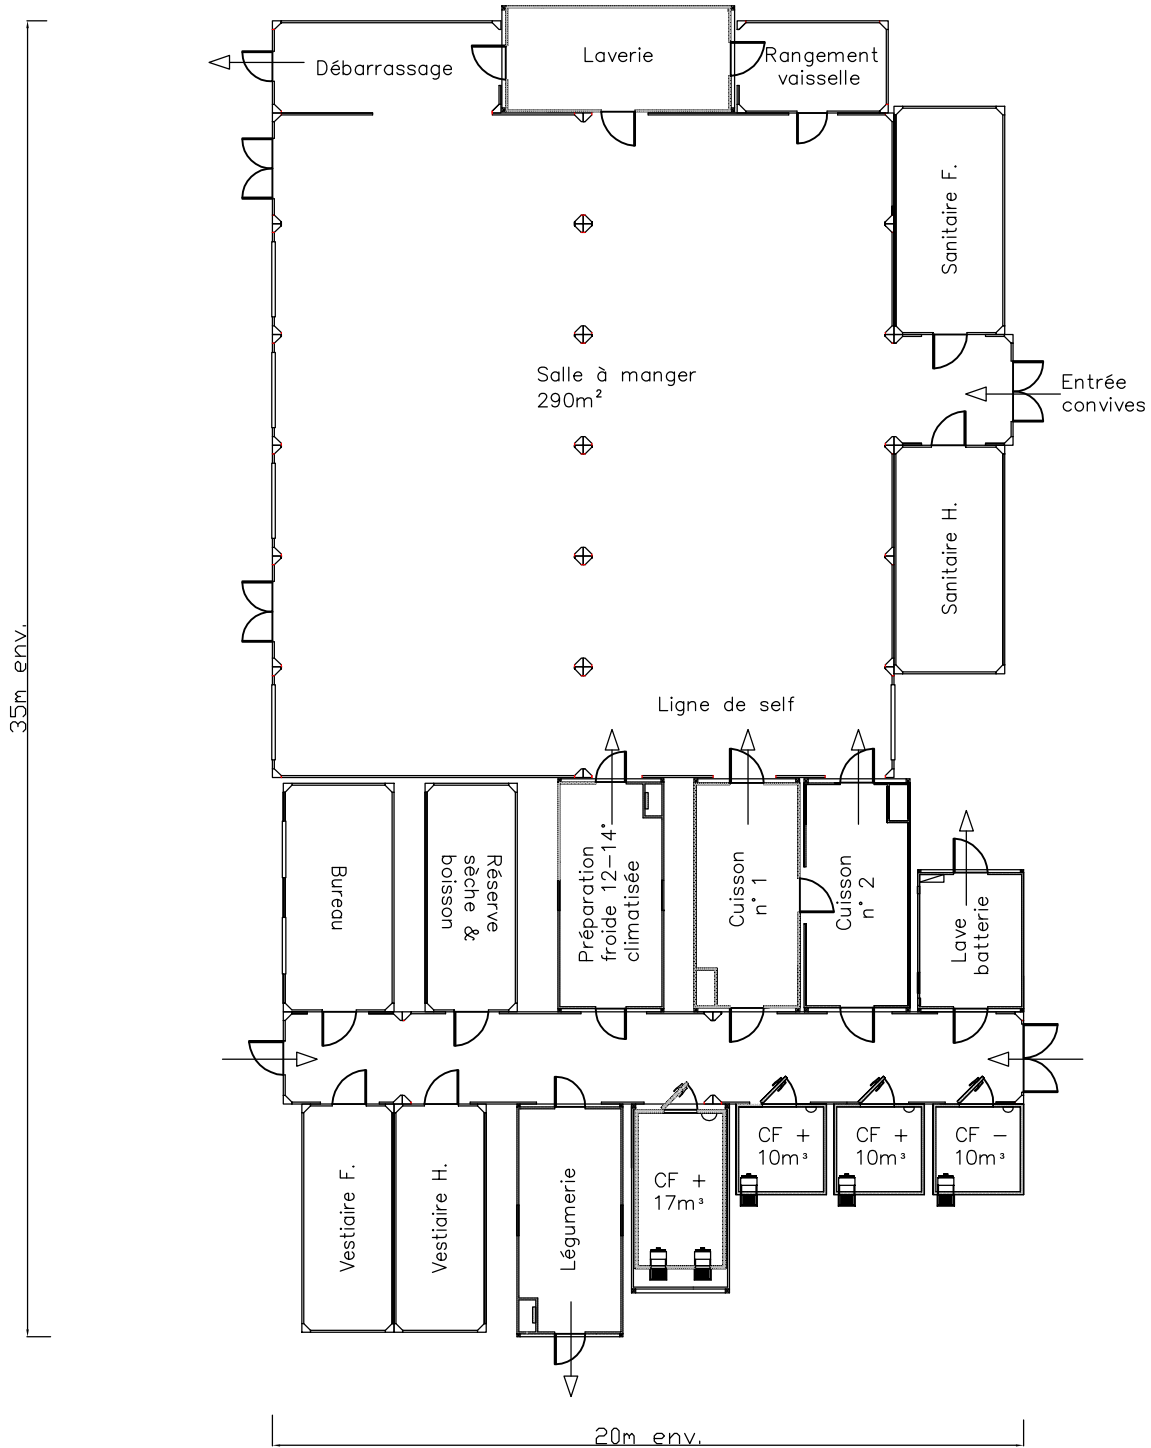 Débarrassage
Laverie
Rangement
vaisselle
Sanitaire F.
Salle à manger
290m²
Entrée
convives
Sanitaire H.
35m env.
Ligne de self
Bureau
Réserve
sèche &
boisson
Préparation
froide 12-14°
climatisée
Cuisson
n° 1
Cuisson
n° 2
Lave
batterie
Vestiaire F.
Vestiaire H.
Légumerie
CF +
17m³
CF +
10m³
CF +
10m³
CF -
10m³
20m env.